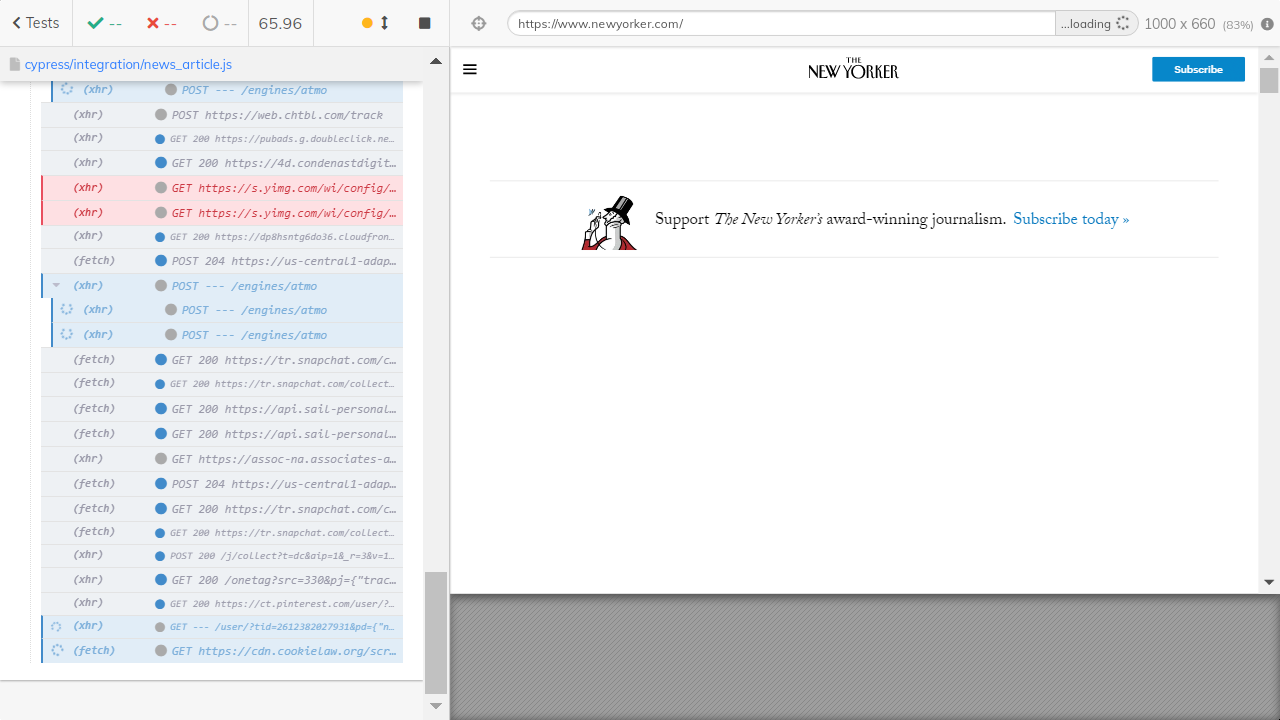 Tests
--
--
--
65.96
https://www.newyorker.com/
...loading
1000 x 660 (83%)
cypress/integration/news_article.js
(xhr) POST --- /engines/atmo
(xhr) POST https://web.chtbl.com/track
(xhr) GET 200 https://pubads.g.doubleclick.ne…
(xhr) GET 200 https://4d.condenastdigit…
(xhr) GET https://s.yimg.com/wi/config/…
(xhr) GET https://s.yimg.com/wi/config/…
(xhr) GET 200 https://dp8hsntg6do36.cloudfron…
(fetch) POST 204 https://us-central1-adap…
(xhr) POST --- /engines/atmo
(xhr) POST --- /engines/atmo
(xhr) POST --- /engines/atmo
(fetch) GET 200 https://tr.snapchat.com/c…
(fetch) GET 200 https://tr.snapchat.com/collect…
(fetch) GET 200 https://api.sail-personal…
(fetch) GET 200 https://api.sail-personal…
(xhr) GET https://assoc-na.associates-a…
(fetch) POST 204 https://us-central1-adap…
(fetch) GET 200 https://tr.snapchat.com/c…
(fetch) GET 200 https://tr.snapchat.com/collect…
(xhr) POST 200 /j/collect?t=dc&aip=1&_r=3&v=1…
(xhr) GET 200 /onetag?src=330&pj={"trac…
(xhr) GET 200 https://ct.pinterest.com/user/?…
(xhr) GET --- /user/?tid=2612382027931&pd={"n…
(fetch) GET https://cdn.cookielaw.org/scr…
THE
NEW YORKER
Subscribe
Support The New Yorker's award-winning journalism. Subscribe today »